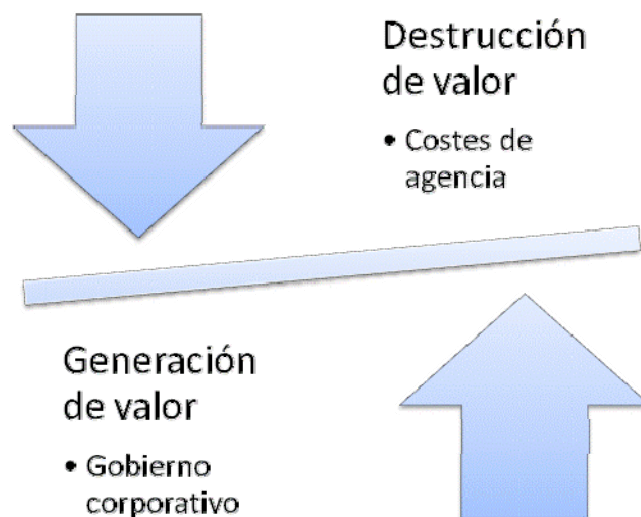 Destrucción
de valor
• Costes de
agencia
Generación
de valor
• Gobierno
corporativo